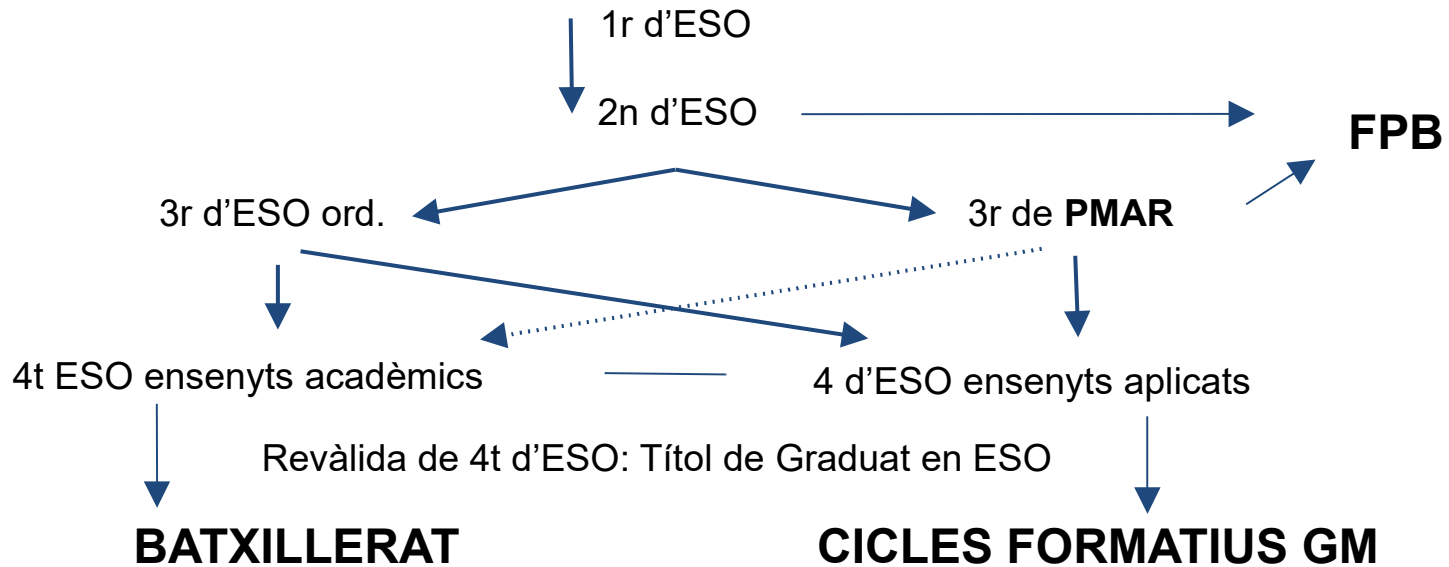 1r d’ESO
2n d’ESO
FPB
3r d’ESO ord.
3r de PMAR
4t ESO ensenyts acadèmics
4 d’ESO ensenyts aplicats
Revàlida de 4t d’ESO: Títol de Graduat en ESO
BATXILLERAT
CICLES FORMATIUS GM